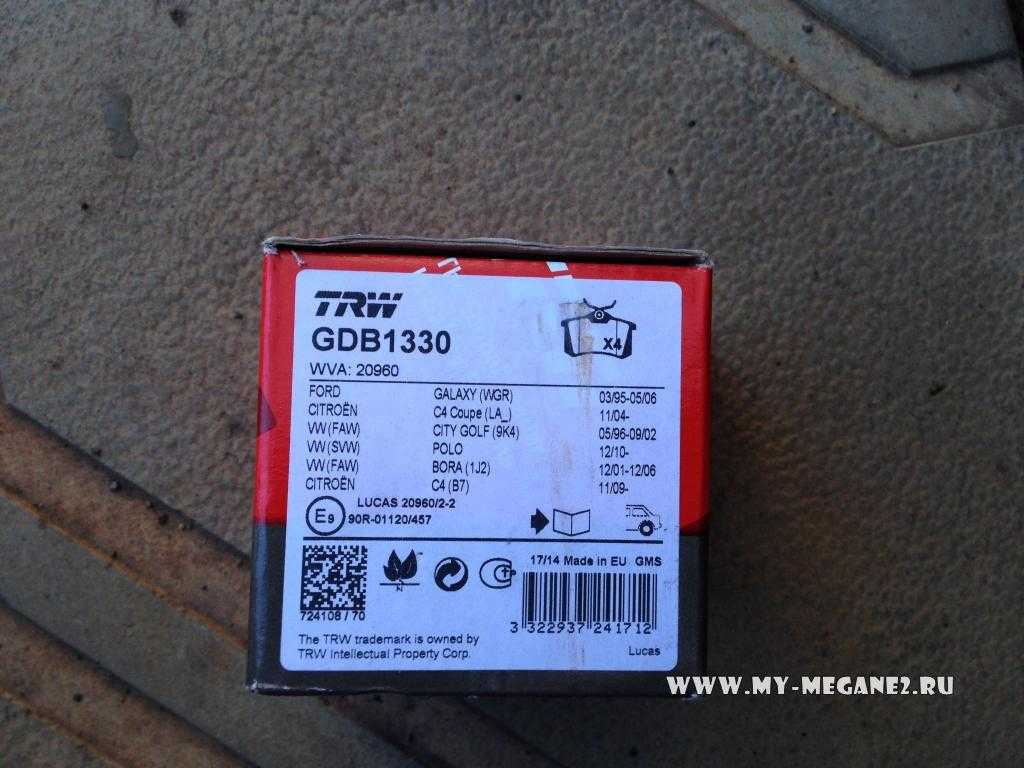 TRW
GDB1330
X4
WVA: 20960
FORD GALAXY (WGR) 03/95-05/06
CITROËN C4 Coupe (LA_) 11/04-
VW (FAW) CITY GOLF (9K4) 05/96-09/02
VW (SVW) POLO 12/10-
VW (FAW) BORA (1J2) 12/01-12/06
CITROËN C4 (B7) 11/09-
LUCAS 20960/2-2
E9 90R-01120/457
17/14 Made in EU GMS
724108 / 70
3 322937 241712
The TRW trademark is owned by
TRW Intellectual Property Corp.
Lucas
WWW.MY-MEGANE2.RU